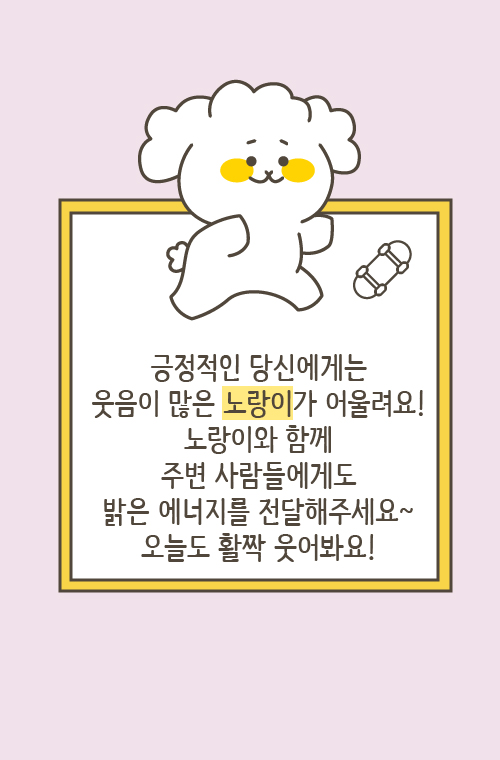 긍정적인 당신에게는
웃음이 많은 노랑이가 어울려요!
노랑이와 함께
주변 사람들에게도
밝은 에너지를 전달해주세요~
오늘도 활짝 웃어봐요!